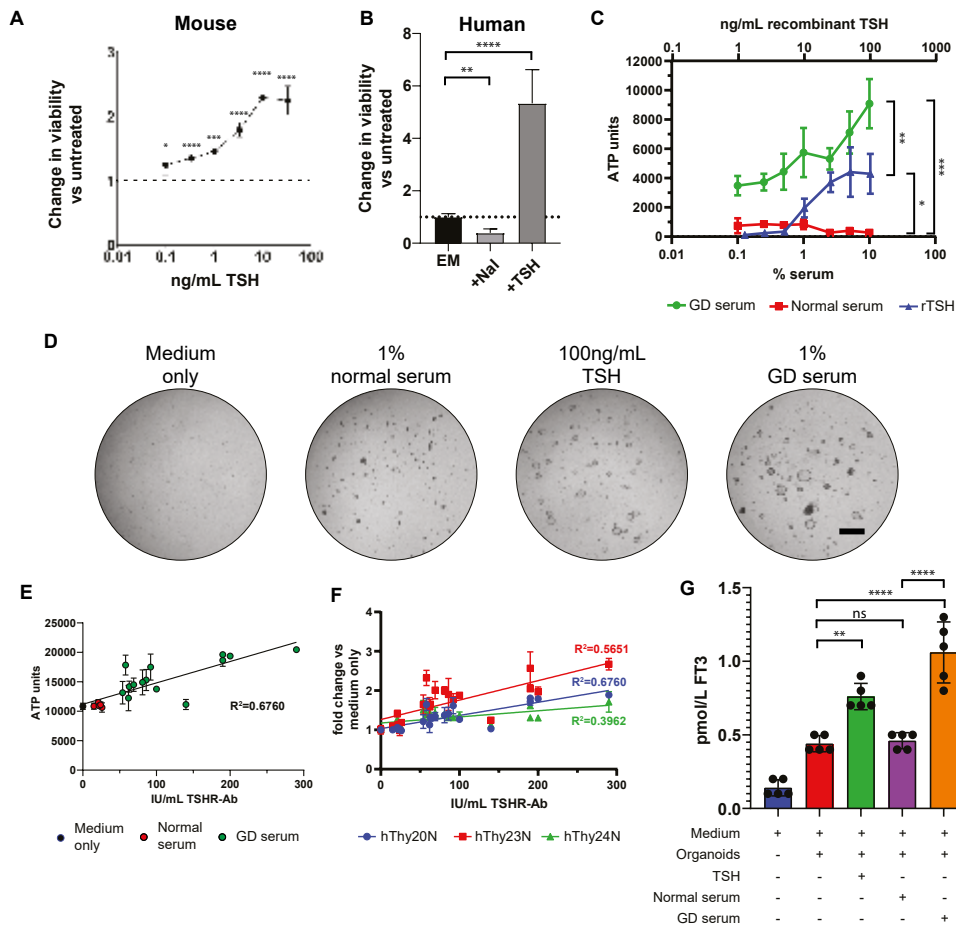 A
Mouse
Change in viability
vs untreated
3
2
1
0
* **** *** **** **** ****
0.01 0.1 1 10 100
ng/mL TSH
B
Human
Change in viability
vs untreated
8
6
4
2
0
****
**
EM
+NaI
+TSH
C
ng/mL recombinant TSH
0.1 1 10 100 1000
ATP units
12000
10000
8000
6000
4000
2000
0
**
*
***
0.01 0.1 1 10 100
% serum
GD serum Normal serum rTSH
D
Medium
only
1%
normal serum
100ng/mL
TSH
1%
GD serum
E
ATP units
25000
20000
15000
10000
5000
0
R²=0.6760
0 100 200 300
IU/mL TSHR-Ab
Medium
only
Normal
serum
GD serum
F
fold change vs
medium only
4
3
2
1
0
R²=0.5651
R²=0.6760
R²=0.3962
0 100 200 300
IU/mL TSHR-Ab
hThy20N hThy23N hThy24N
G
pmol/L FT3
1.5
1.0
0.5
0.0
****
****
ns
**
Medium + + + + +
Organoids - + + + +
TSH - - + - -
Normal serum - - - + -
GD serum - - - - +